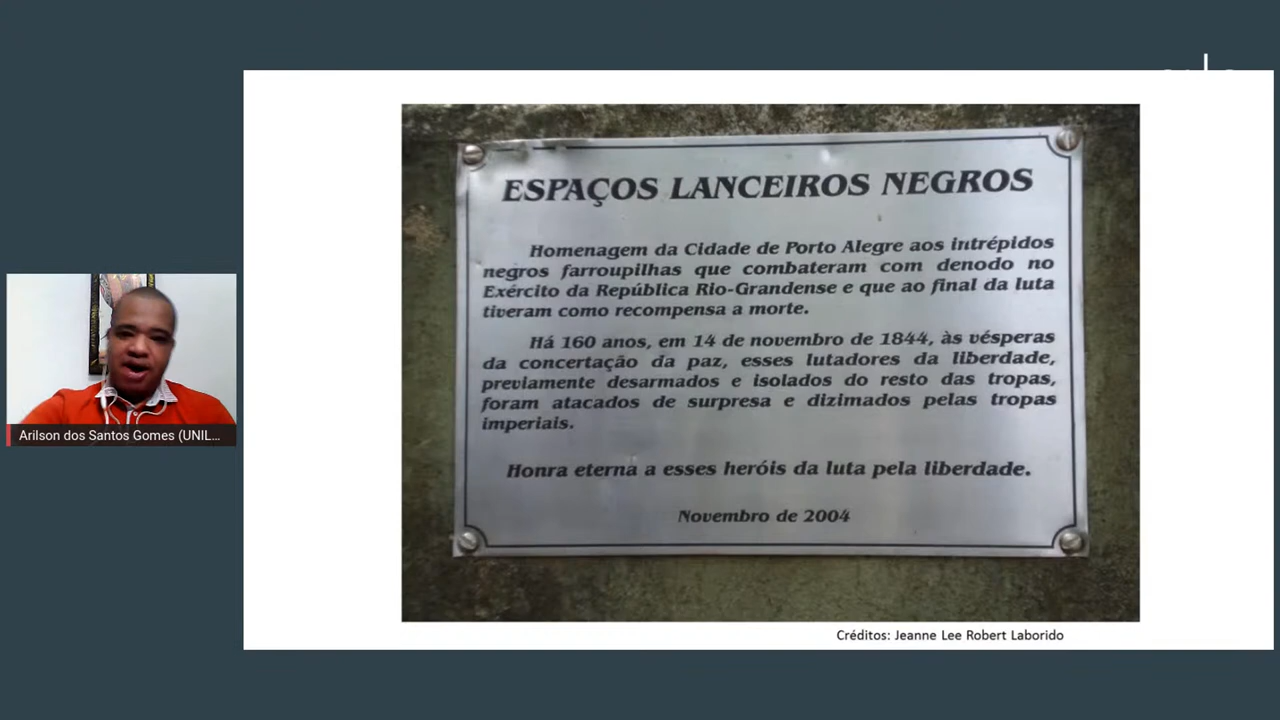 ESPAÇOS LANCEIROS NEGROS
Homenagem da Cidade de Porto Alegre aos intrépidos
negros farroupilhas que combateram com denodo no
Exército da República Rio-Grandense e que ao final da luta
tiveram como recompensa a morte.
Há 160 anos, em 14 de novembro de 1844, às vésperas
da concertação da paz, esses lutadores da liberdade,
previamente desarmados e isolados do resto das tropas,
foram atacados de surpresa e dizimados pelas tropas
imperiais.
Honra eterna a esses heróis da luta pela liberdade.
Novembro de 2004
Arilson dos Santos Gomes (UNIL...
Créditos: Jeanne Lee Robert Laborido